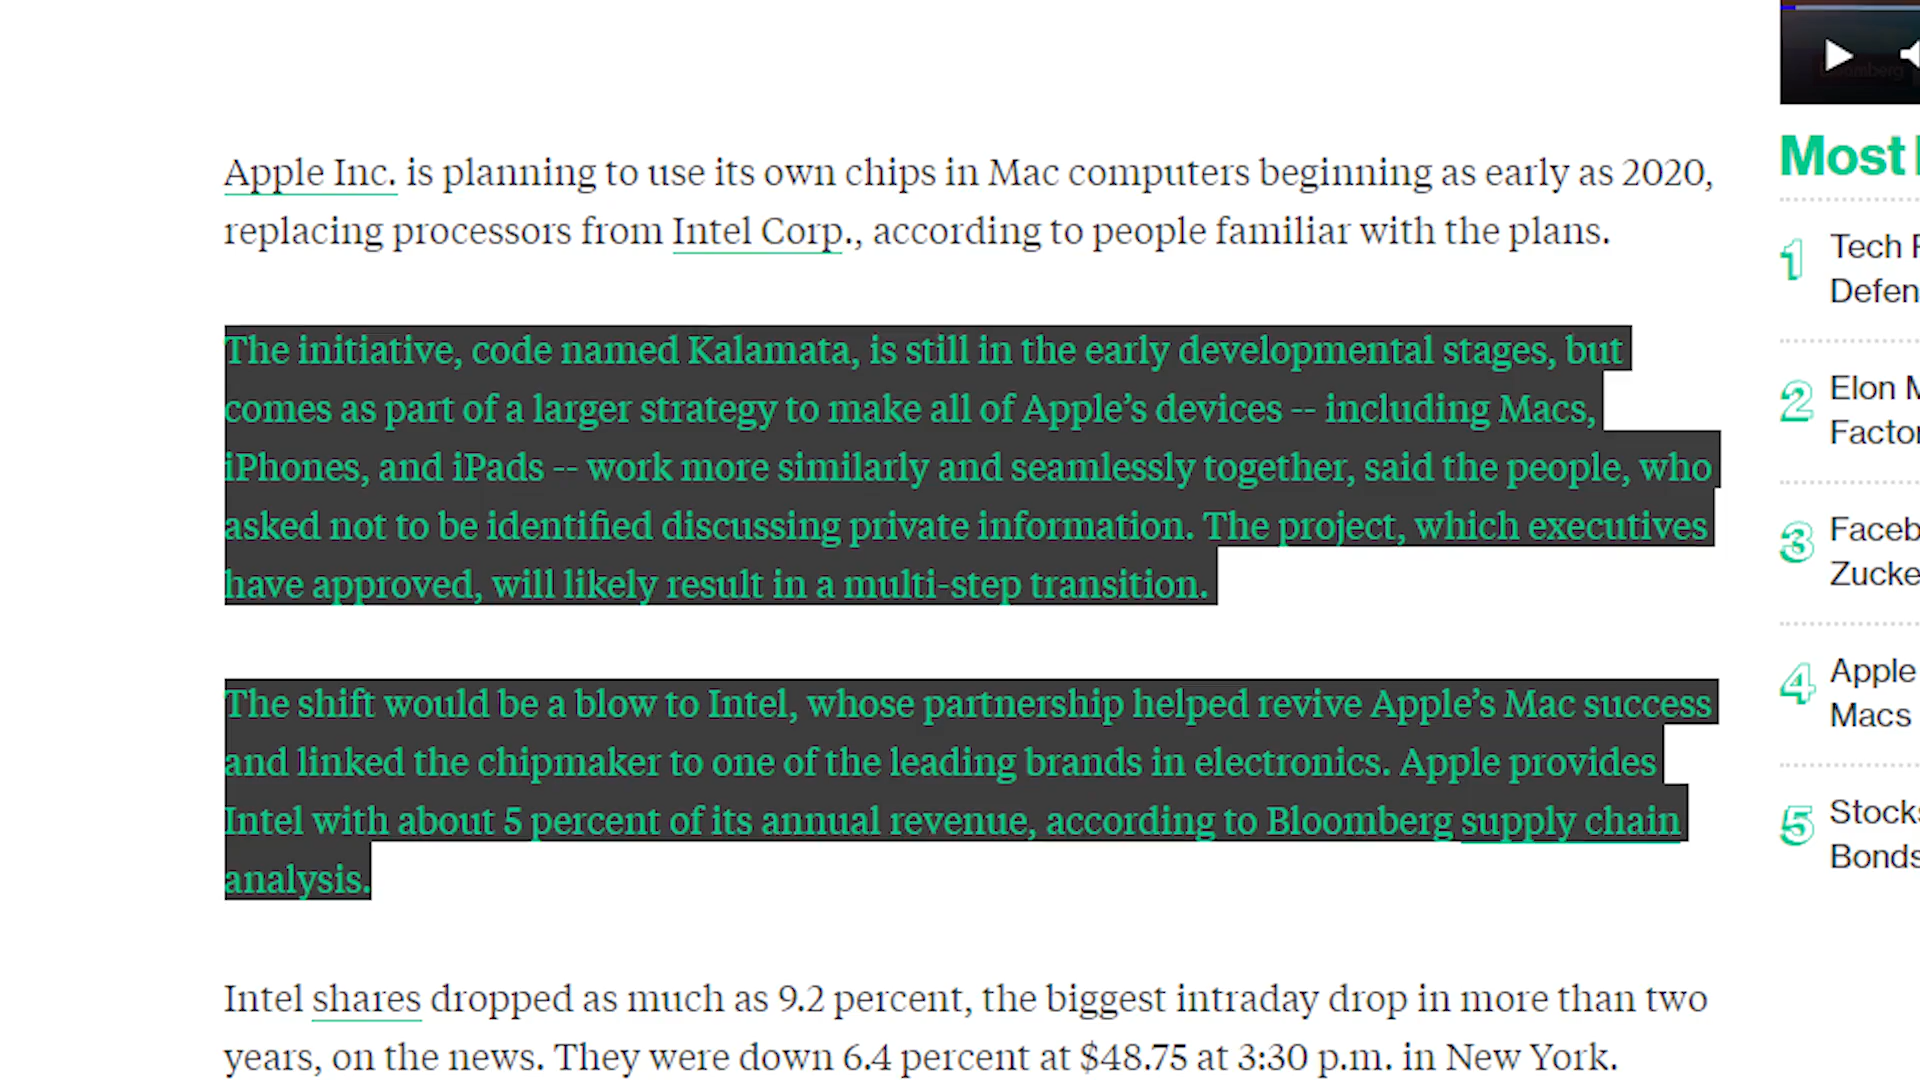 Apple Inc. is planning to use its own chips in Mac computers beginning as early as 2020,
replacing processors from Intel Corp., according to people familiar with the plans.
The initiative, code named Kalamata, is still in the early developmental stages, but
comes as part of a larger strategy to make all of Apple’s devices -- including Macs,
iPhones, and iPads -- work more similarly and seamlessly together, said the people, who
asked not to be identified discussing private information. The project, which executives
have approved, will likely result in a multi-step transition.
The shift would be a blow to Intel, whose partnership helped revive Apple’s Mac success
and linked the chipmaker to one of the leading brands in electronics. Apple provides
Intel with about 5 percent of its annual revenue, according to Bloomberg supply chain
analysis.
Intel shares dropped as much as 9.2 percent, the biggest intraday drop in more than two
years, on the news. They were down 6.4 percent at $48.75 at 3:30 p.m. in New York.
Bloomberg
Most
1 Tech
Defen
2 Elon
Factor
3 Faceb
Zucke
4 Apple
Macs
5 Stocks
Bonds